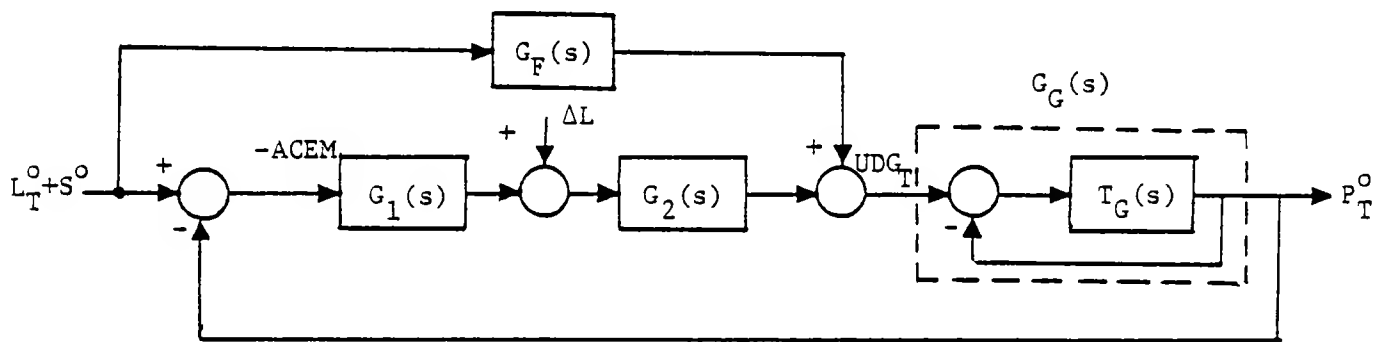 G_F(s)
G_G(s)
+ ΔL
+ -ACEM + UDG_T
L_T^o+S^o G_1(s) G_2(s) T_G(s) P_T^o
- -